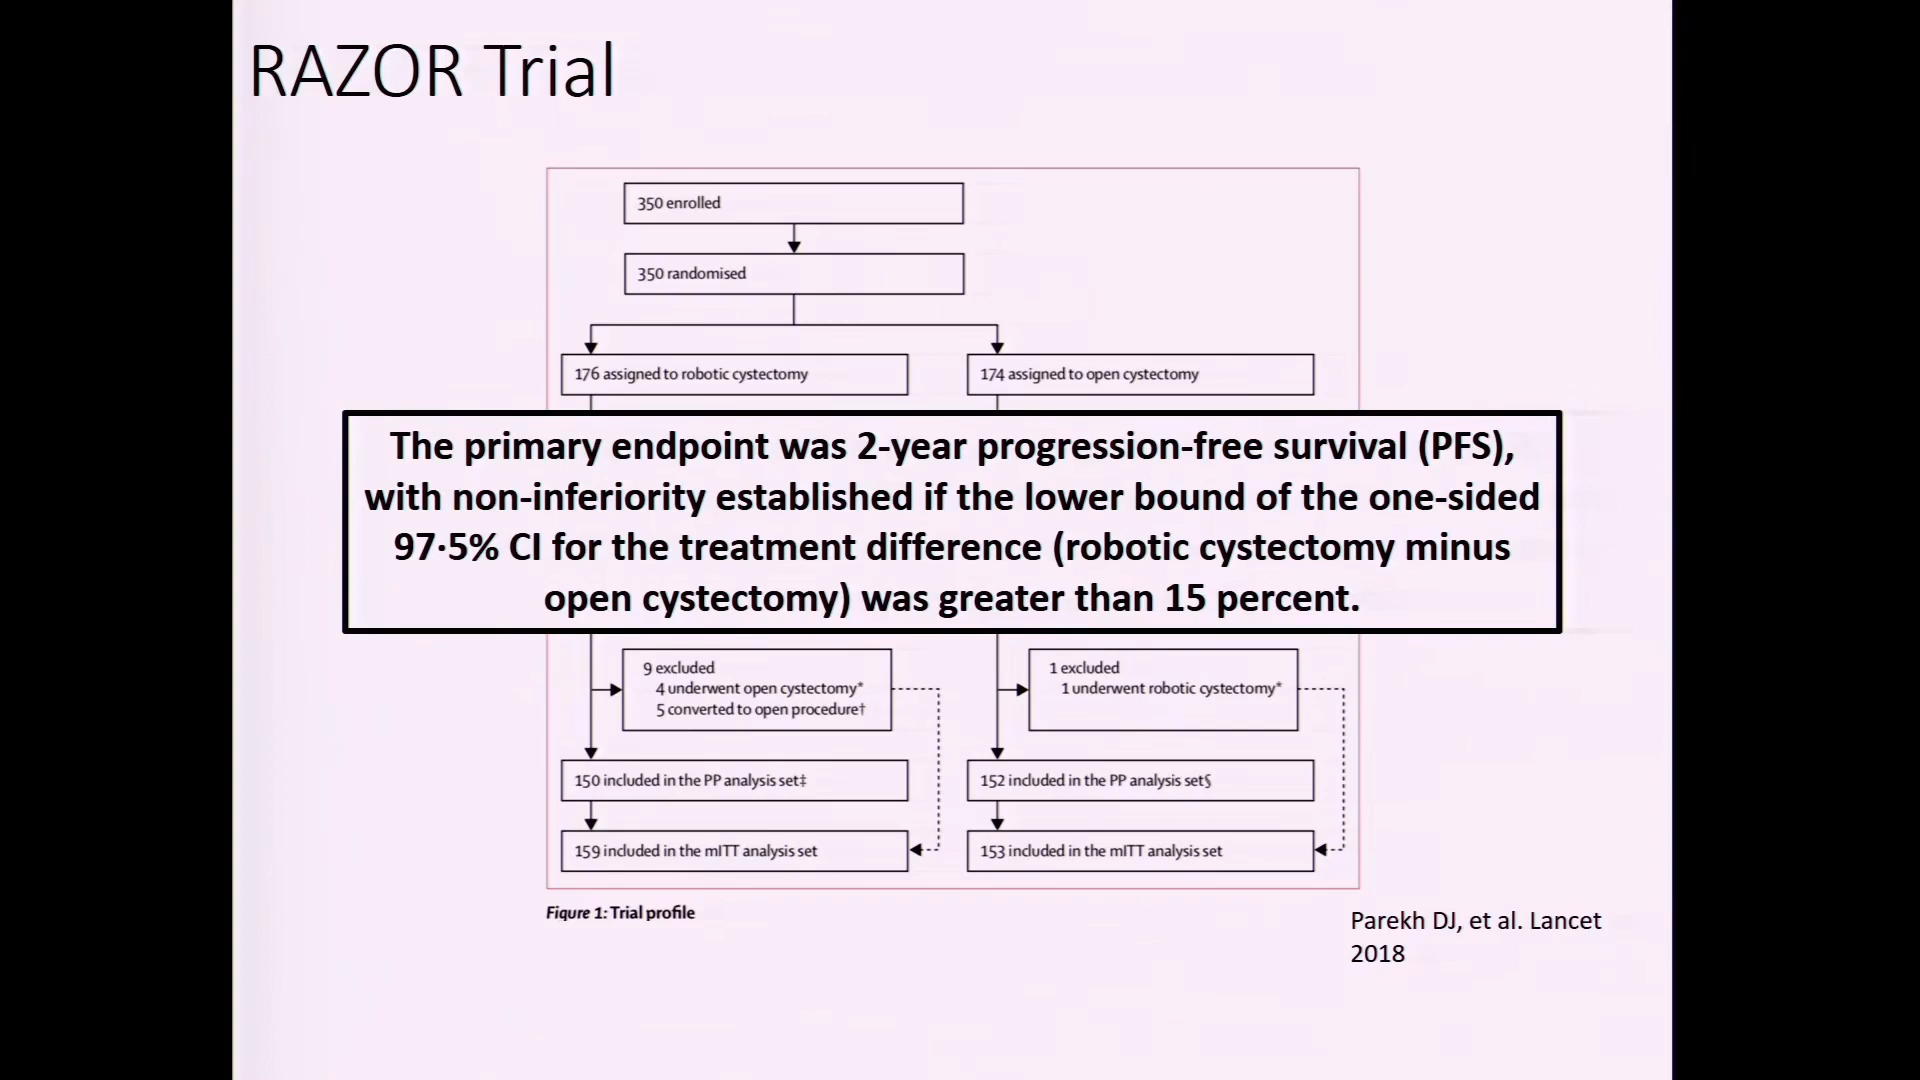 RAZOR Trial
350 enrolled
350 randomised
176 assigned to robotic cystectomy
174 assigned to open cystectomy
The primary endpoint was 2-year progression-free survival (PFS),
with non-inferiority established if the lower bound of the one-sided
97·5% CI for the treatment difference (robotic cystectomy minus
open cystectomy) was greater than 15 percent.
9 excluded
4 underwent open cystectomy*
5 converted to open procedure†
1 excluded
1 underwent robotic cystectomy*
150 included in the PP analysis set‡
152 included in the PP analysis set§
159 included in the mITT analysis set
153 included in the mITT analysis set
Figure 1: Trial profile
Parekh DJ, et al. Lancet
2018